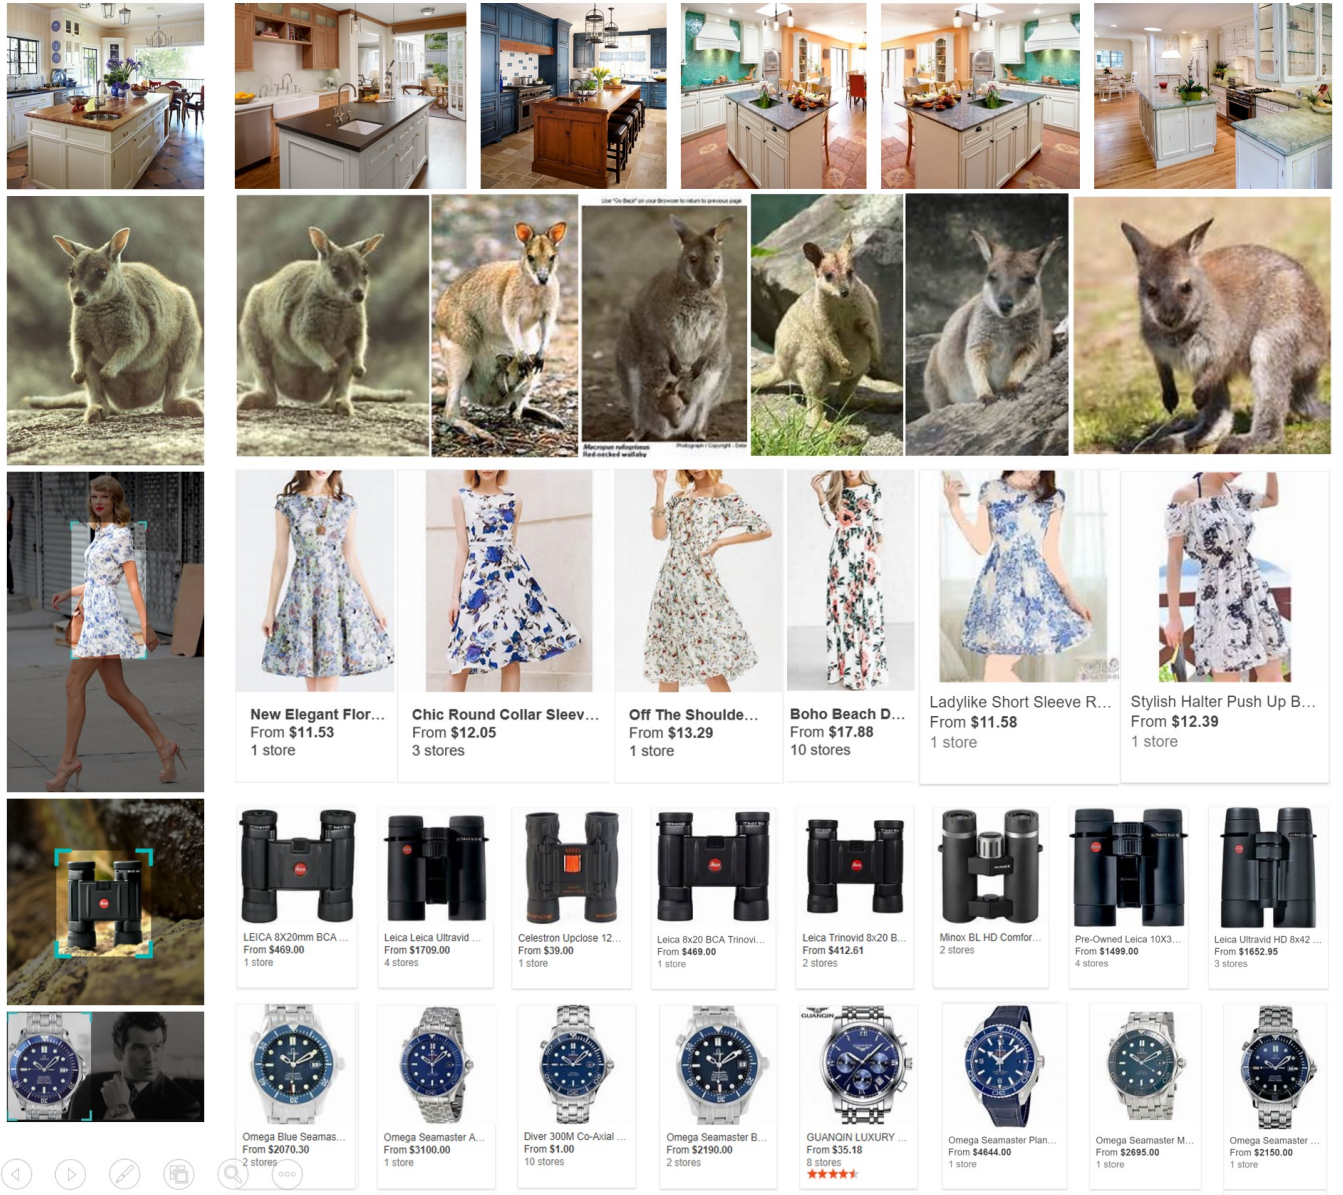 Use "Go Back" on your Browser to return to previous page
Macropus rufogriseus
Red-necked wallaby
Photograph / Copyright - Dete
New Elegant Flor...
From $11.53
1 store
Chic Round Collar Sleev...
From $12.05
3 stores
Off The Shoulde...
From $13.29
1 store
Boho Beach D...
From $17.88
10 stores
Ladylike Short Sleeve R...
From $11.58
1 store
Stylish Halter Push Up B...
From $12.39
1 store
LEICA 8X20mm BCA ...
From $469.00
1 store
Leica Leica Ultravid ...
From $1709.00
4 stores
Celestron Upclose 12...
From $39.00
1 store
Leica 8x20 BCA Trinovi...
From $469.00
1 store
Leica Trinovid 8x20 B...
From $412.61
2 stores
Minox BL HD Comfor...
2 stores
Pre-Owned Leica 10X3...
From $1499.00
4 stores
Leica Ultravid HD 8x42 ...
From $1652.95
3 stores
GUANQIN
Omega Blue Seamas...
From $2070.30
2 stores
Omega Seamaster A...
From $3100.00
1 store
Diver 300M Co-Axial ...
From $1.00
10 stores
Omega Seamaster B...
From $2190.00
2 stores
GUANQIN LUXURY ...
From $35.18
8 stores
Omega Seamaster Plan...
From $4644.00
1 store
Omega Seamaster M...
From $2695.00
1 store
Omega Seamaster ...
From $2150.00
1 store